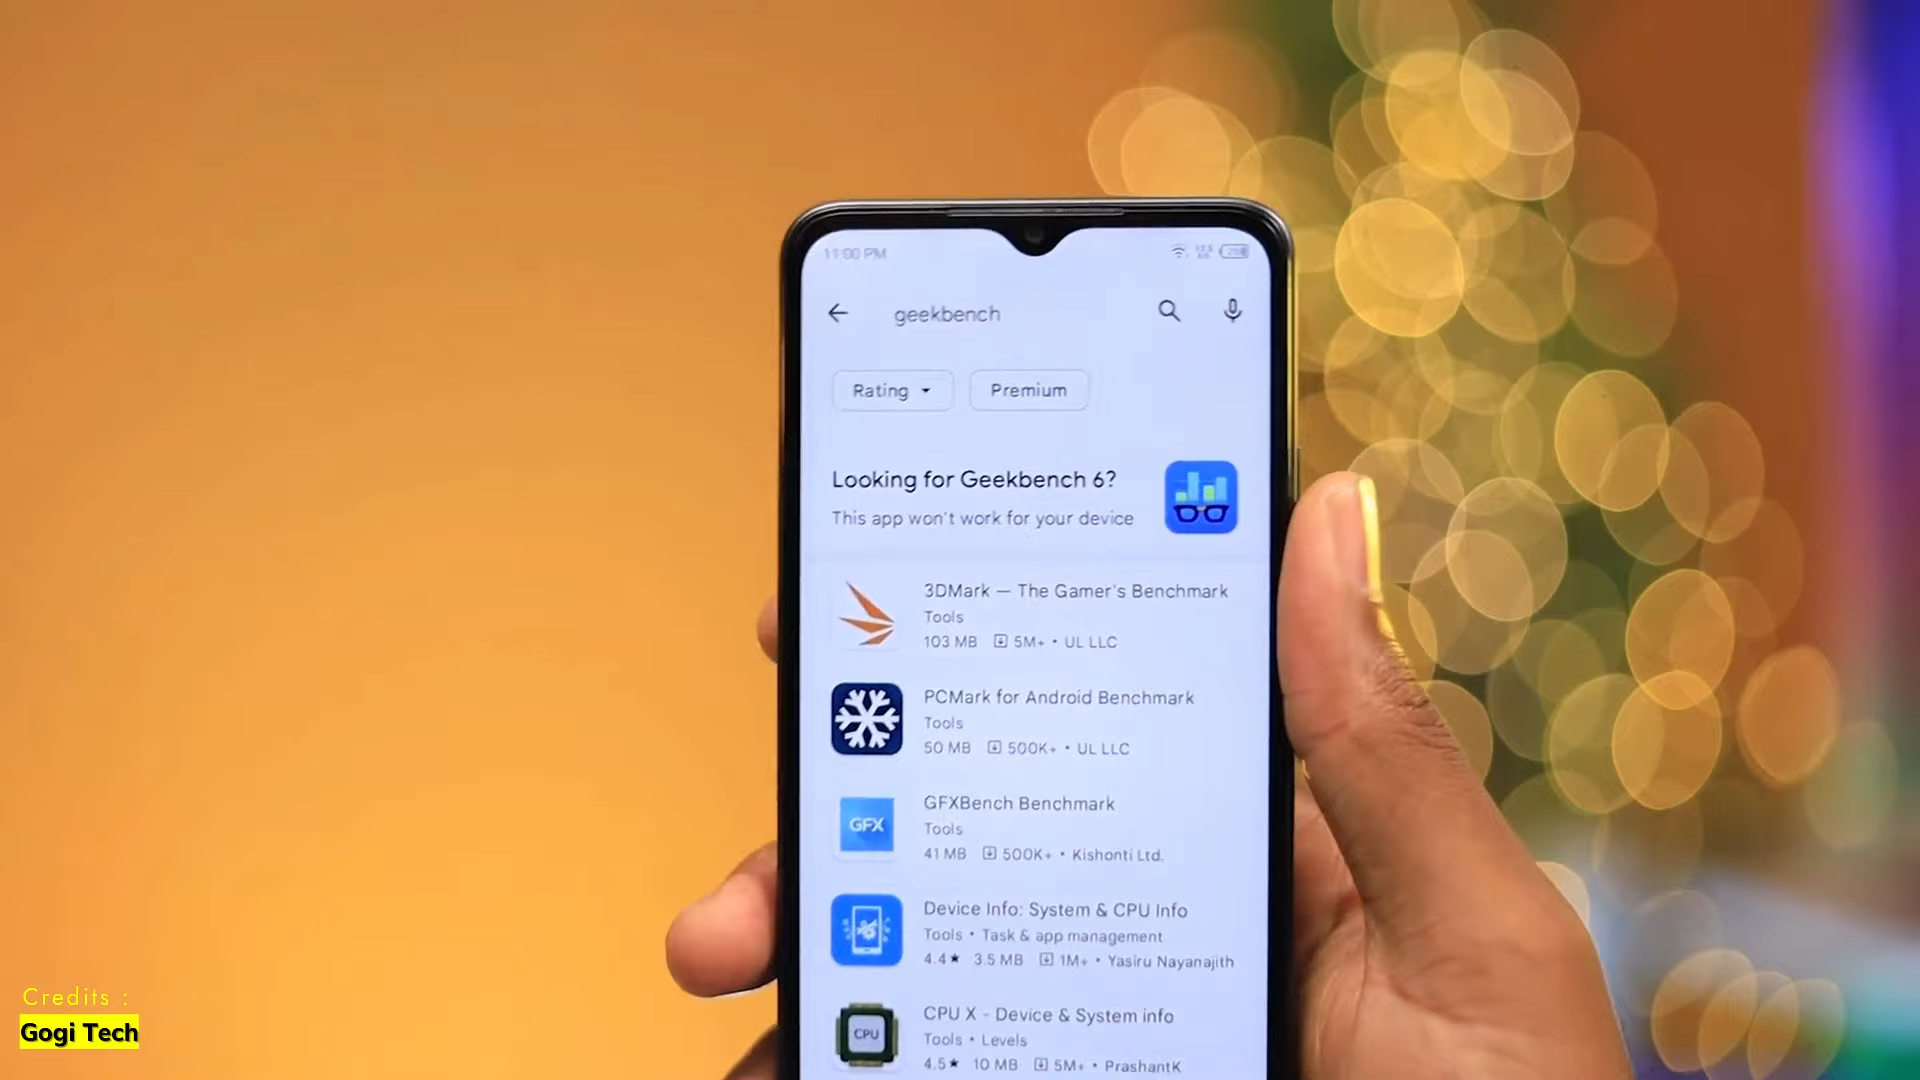 11:00 PM
geekbench
Rating
Premium
Looking for Geekbench 6?
This app won't work for your device
3DMark — The Gamer's Benchmark
Tools
103 MB 5M+ • UL LLC
PCMark for Android Benchmark
Tools
50 MB 500K+ • UL LLC
GFX
GFXBench Benchmark
Tools
41 MB 500K+ • Kishonti Ltd.
Device Info: System & CPU Info
Tools • Task & app management
4.4★ 3.5 MB 1M+ • Yasiru Nayanajith
CPU
CPU X - Device & System info
Tools • Levels
4.5★ 10 MB 5M+ • PrashantK
Credits :
Gogi Tech